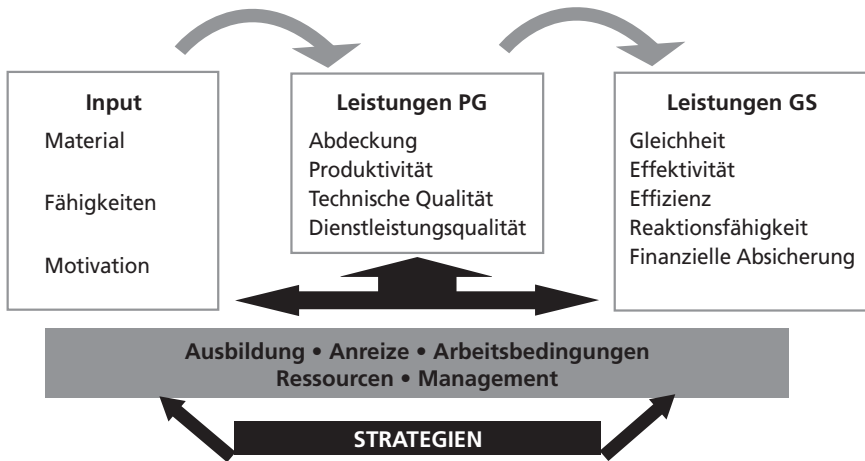 Input
Material
Fähigkeiten
Motivation
Leistungen PG
Abdeckung
Produktivität
Technische Qualität
Dienstleistungsqualität
Leistungen GS
Gleichheit
Effektivität
Effizienz
Reaktionsfähigkeit
Finanzielle Absicherung
Ausbildung • Anreize • Arbeitsbedingungen
Ressourcen • Management
STRATEGIEN